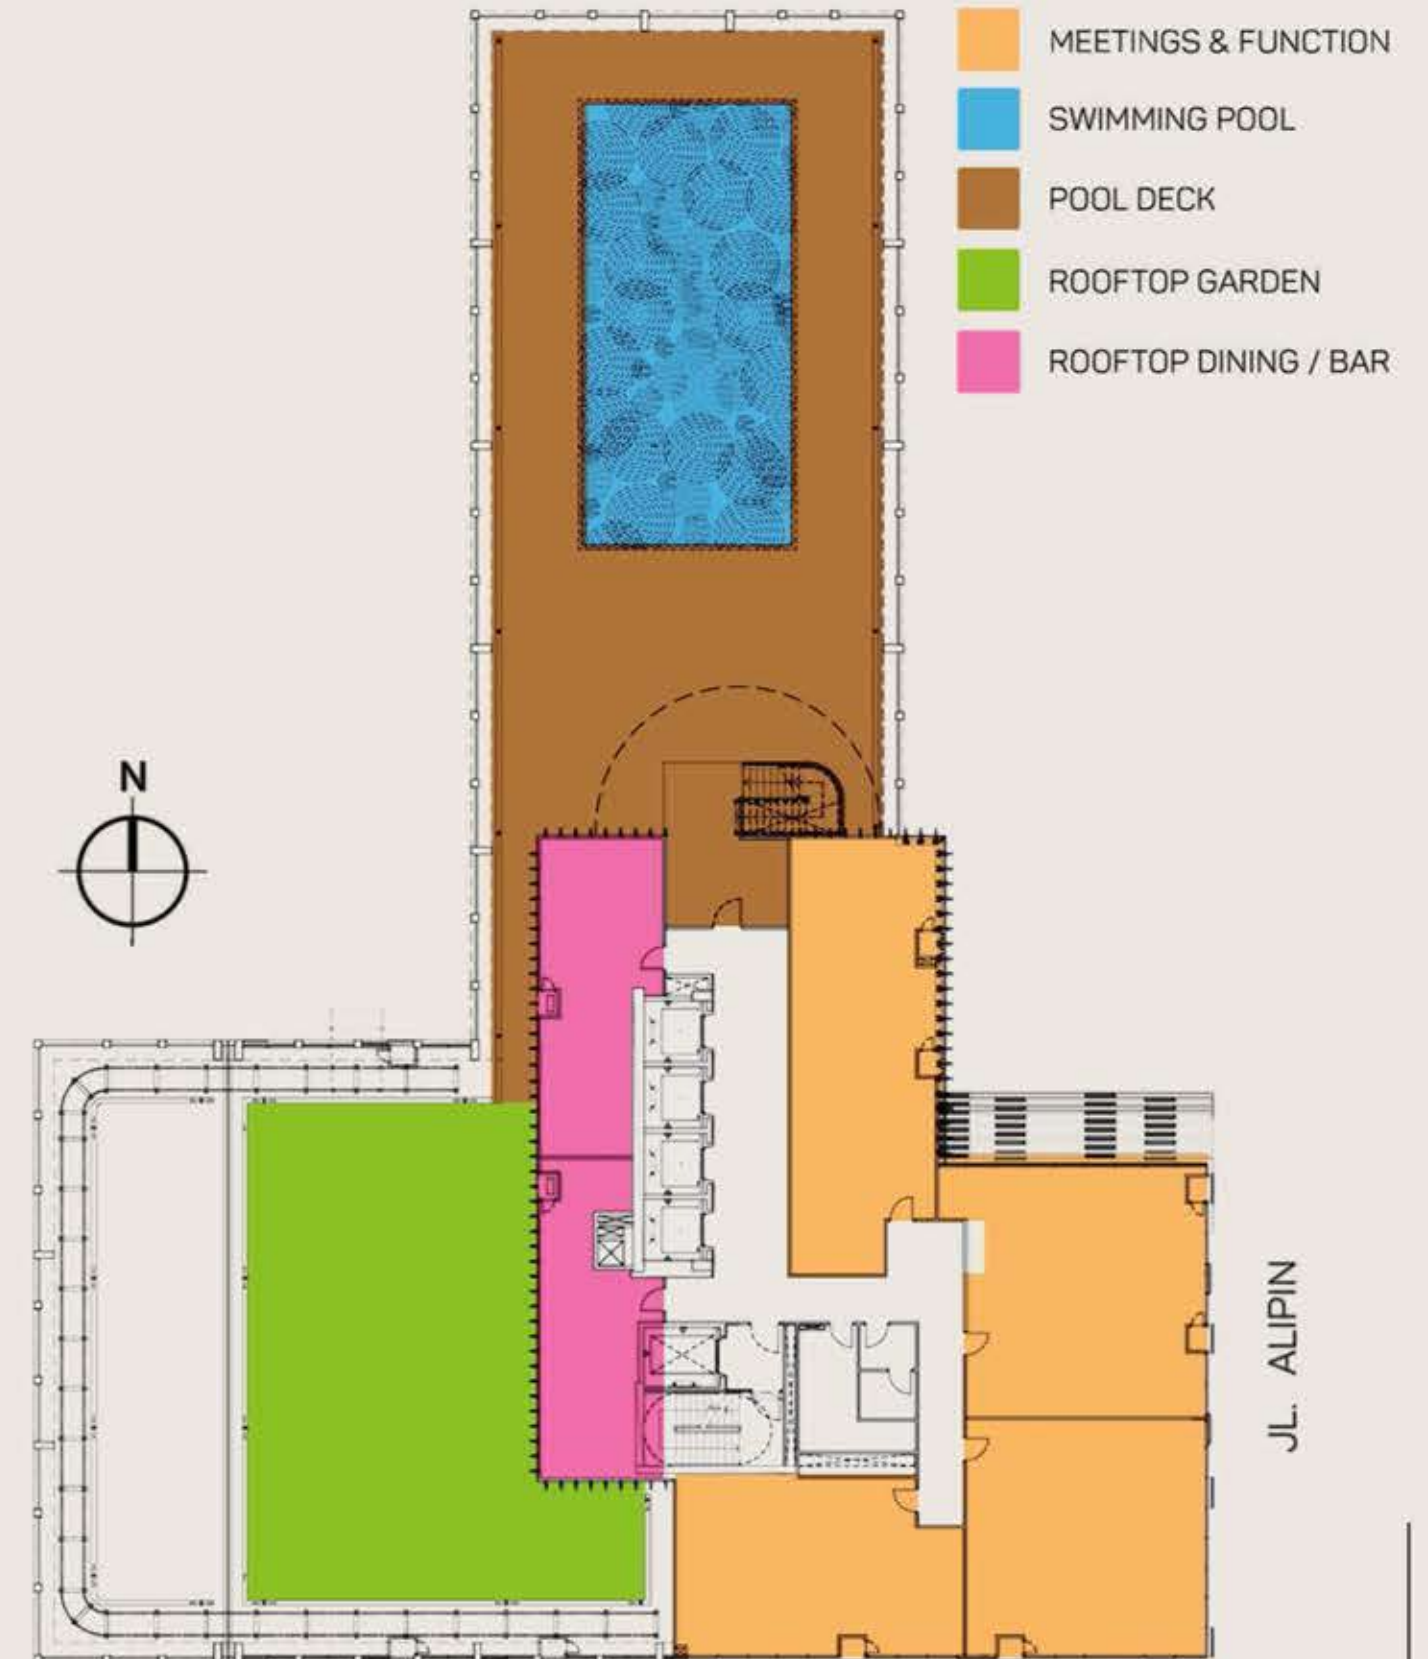 MEETINGS & FUNCTION
SWIMMING POOL
POOL DECK
ROOFTOP GARDEN
ROOFTOP DINING / BAR
N
JL. ALIPIN